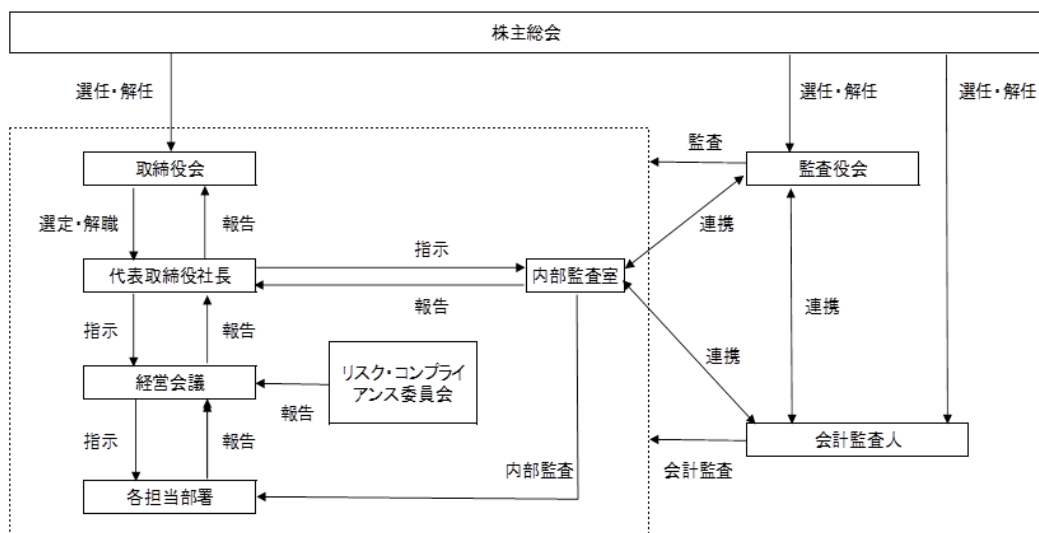 株主総会
選任・解任
選任・解任
選任・解任
取締役会
監査
監査役会
選定・解職
報告
連携
指示
代表取締役社長
内部監査室
報告
連携
指示
報告
連携
リスク・コンプライ
アンス委員会
経営会議
報告
指示
報告
会計監査人
内部監査
会計監査
各担当部署